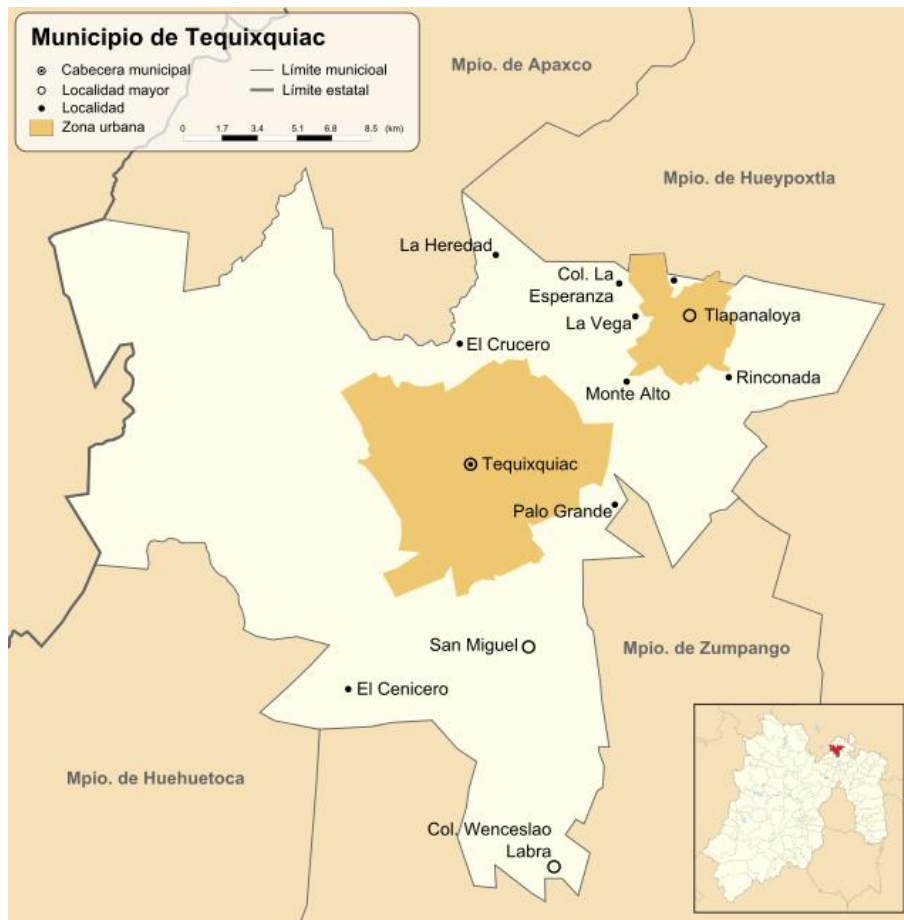 Municipio de Tequixquiac
Cabecera municipal
Localidad mayor
Localidad
Zona urbana
Límite municioal
Límite estatal
0 1.7 3.4 5.1 6.8 8.5 (km)
Mpio. de Apaxco
Mpio. de Hueypoxtla
La Heredad
Col. La
Esperanza
La Vega
Tlapanaloya
El Crucero
Monte Alto
Rinconada
Tequixquiac
Palo Grande
San Miguel
Mpio. de Zumpango
El Cenicero
Mpio. de Huehuetoca
Col. Wenceslao
Labra